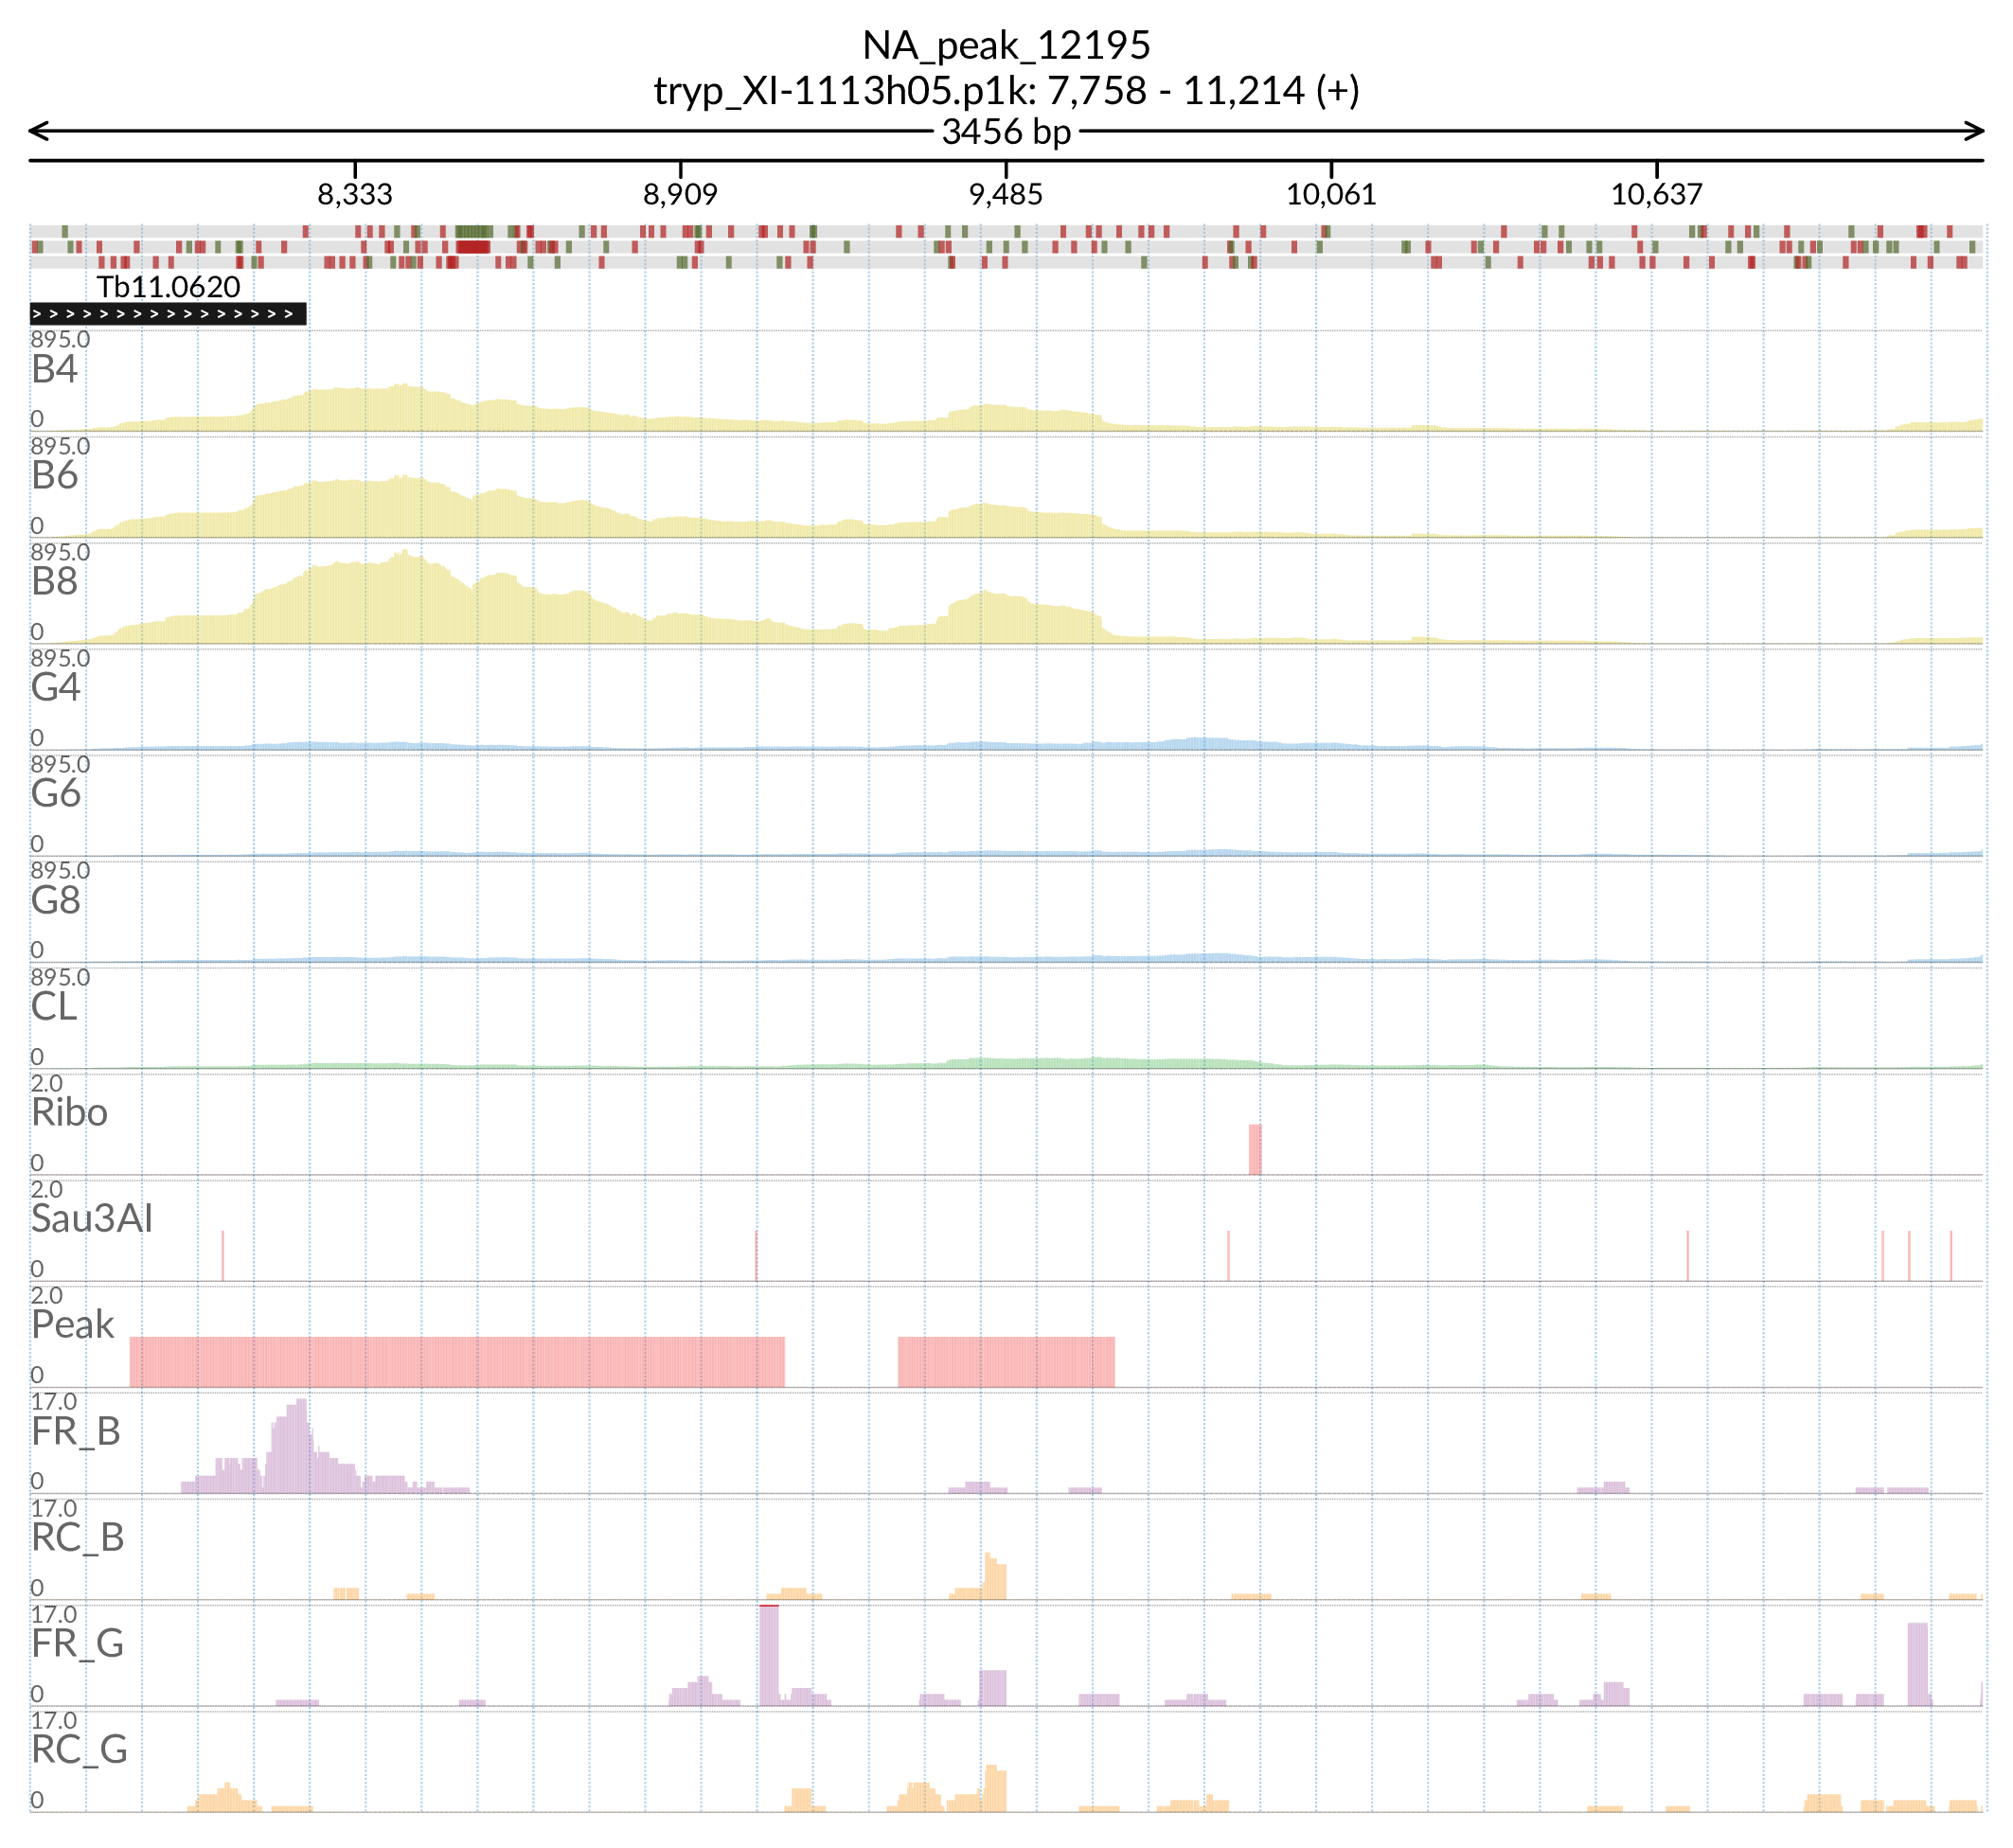 NA_peak_12195
tryp_XI-1113h05.p1k: 7,758 - 11,214 (+)
3456 bp
8,333 8,909 9,485 10,061 10,637
Tb11.0620
895.0
B4
0
895.0
B6
0
895.0
B8
0
895.0
G4
0
895.0
G6
0
895.0
G8
0
895.0
CL
0
2.0
Ribo
0
2.0
Sau3AI
0
2.0
Peak
0
17.0
FR_B
0
17.0
RC_B
0
17.0
FR_G
0
17.0
RC_G
0